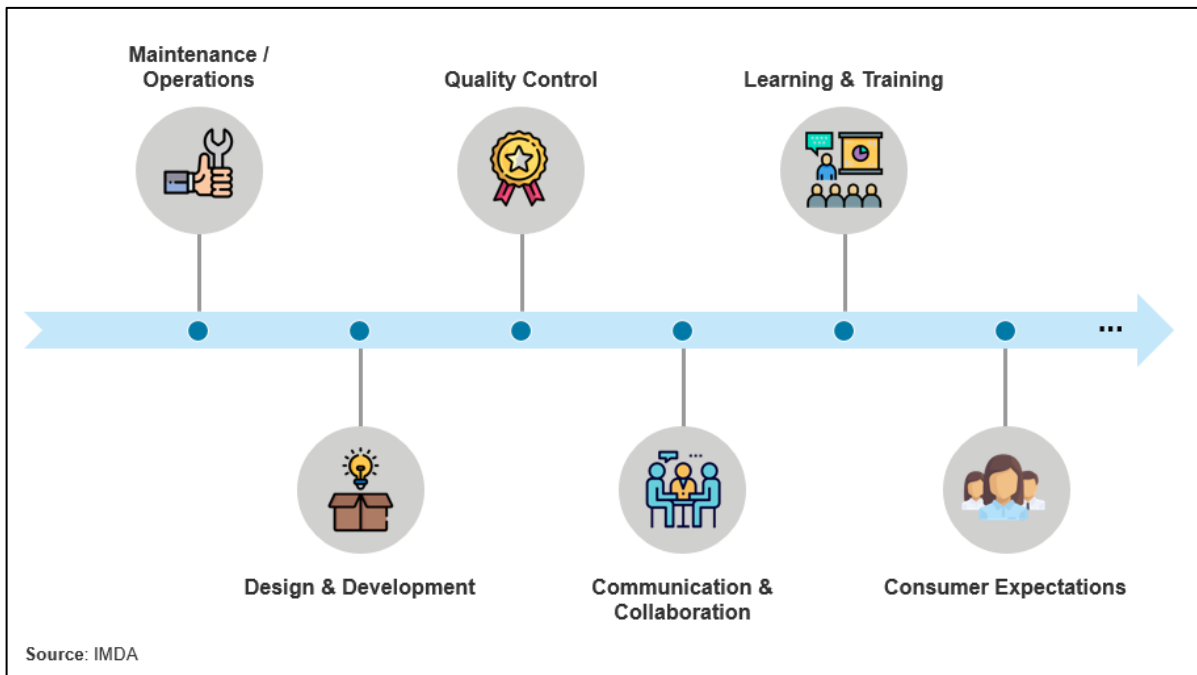 Maintenance /
Operations
Quality Control
Learning & Training
...
Design & Development
Communication &
Collaboration
Consumer Expectations
Source: IMDA